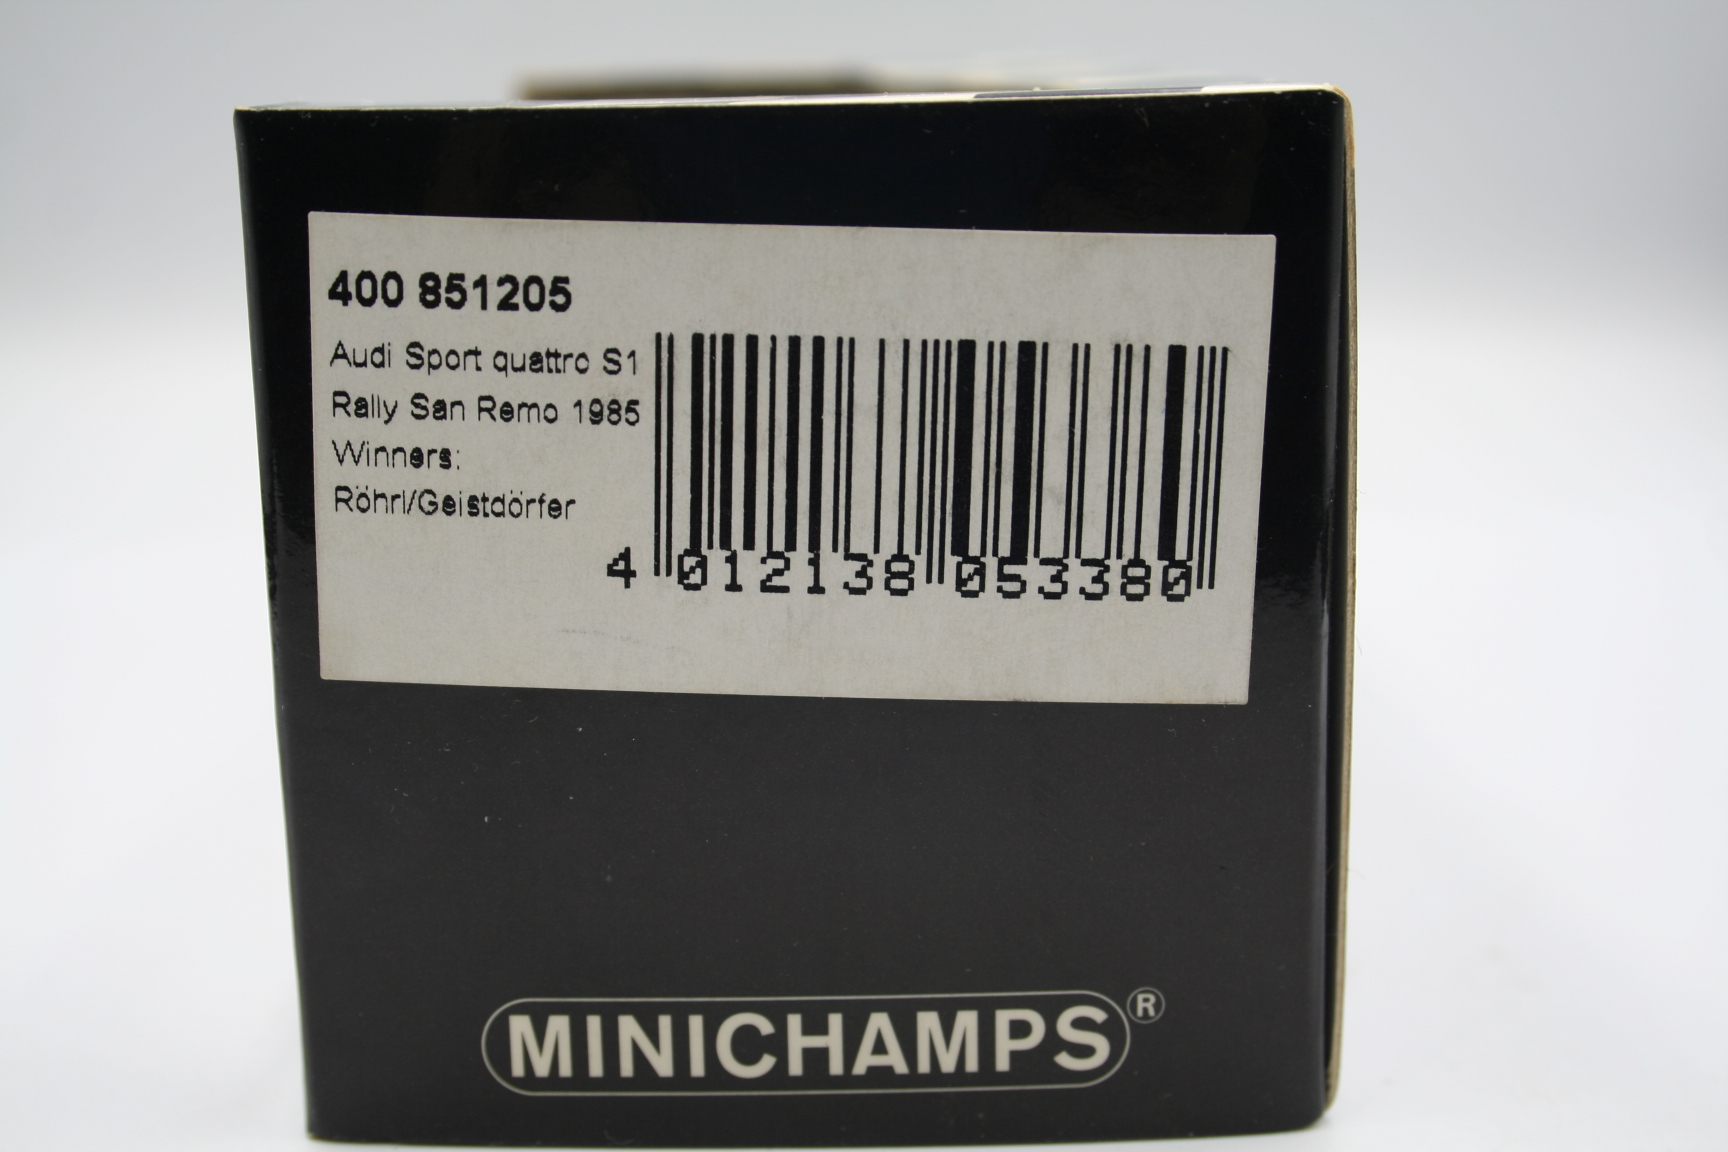 400 851205
Audi Sport quattro S1
Rally San Remo 1985
Winners:
Röhrl/Geistdörfer
4 012138 053380
MINICHAMPS®